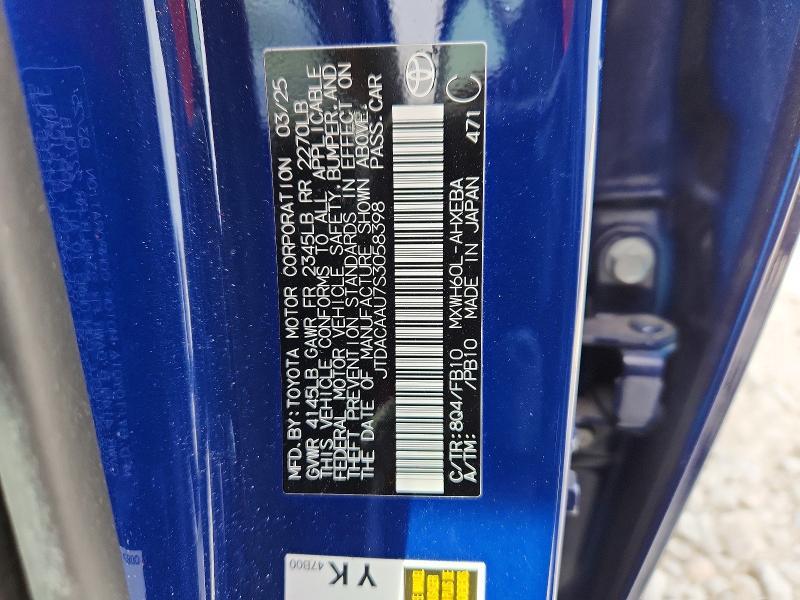 MFD. BY: TOYOTA MOTOR CORPORATION 03/25
GVWR 4145LB GAWR FR 2345LB RR 2270LB
THIS VEHICLE CONFORMS TO ALL APPLICABLE
FEDERAL MOTOR VEHICLE SAFETY, BUMPER, AND
THEFT PREVENTION STANDARDS IN EFFECT ON
THE DATE OF MANUFACTURE SHOWN ABOVE.
JTDACAAU7S3058398 PASS. CAR
C/TR: 8Q4/FB10 MXWH60L-AHXEBA
A/TM: /PB10 MADE IN JAPAN 471 C
YK
47B00